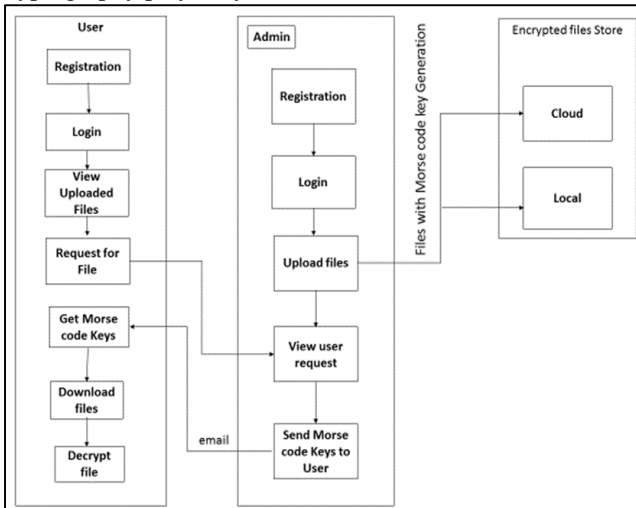 User
Registration
Login
View
Uploaded
Files
Request for
File
Get Morse
code Keys
Download
files
Decrypt
file
Admin
Registration
Login
Upload files
View user
request
Send Morse
code Keys to
User
email
Files with Morse code key Generation
Encrypted files Store
Cloud
Local